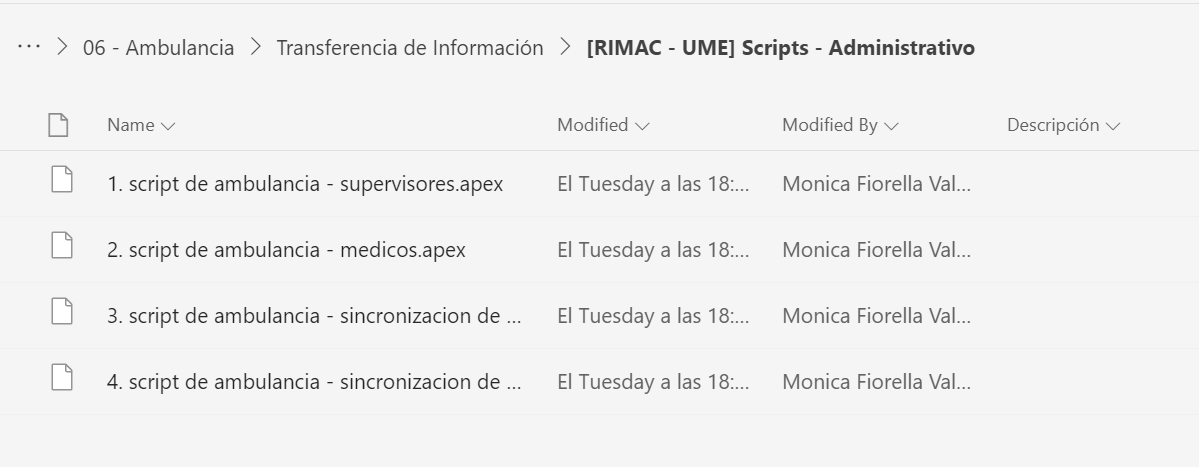 ... > 06 - Ambulancia > Transferencia de Información > [RIMAC - UME] Scripts - Administrativo
Name Modified Modified By Descripción
1. script de ambulancia - supervisores.apex El Tuesday a las 18:... Monica Fiorella Val...
2. script de ambulancia - medicos.apex El Tuesday a las 18:... Monica Fiorella Val...
3. script de ambulancia - sincronizacion de ... El Tuesday a las 18:... Monica Fiorella Val...
4. script de ambulancia - sincronizacion de ... El Tuesday a las 18:... Monica Fiorella Val...